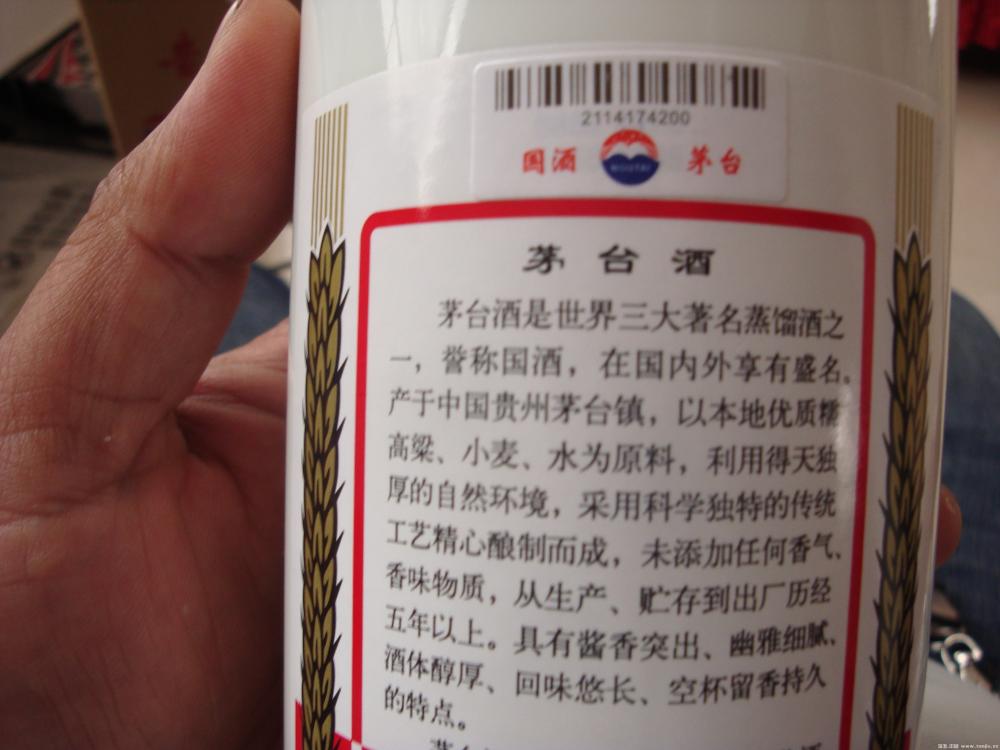 2114174200
国酒 茅台
茅台酒
茅台酒是世界三大著名蒸馏酒之
一，誉称国酒，在国内外享有盛名。
产于中国贵州茅台镇，以本地优质糯
高粱、小麦、水为原料，利用得天独
厚的自然环境，采用科学独特的传统
工艺精心酿制而成，未添加任何香气、
香味物质，从生产、贮存到出厂历经
五年以上。具有酱香突出、幽雅细腻、
酒体醇厚、回味悠长、空杯留香持久
的特点。